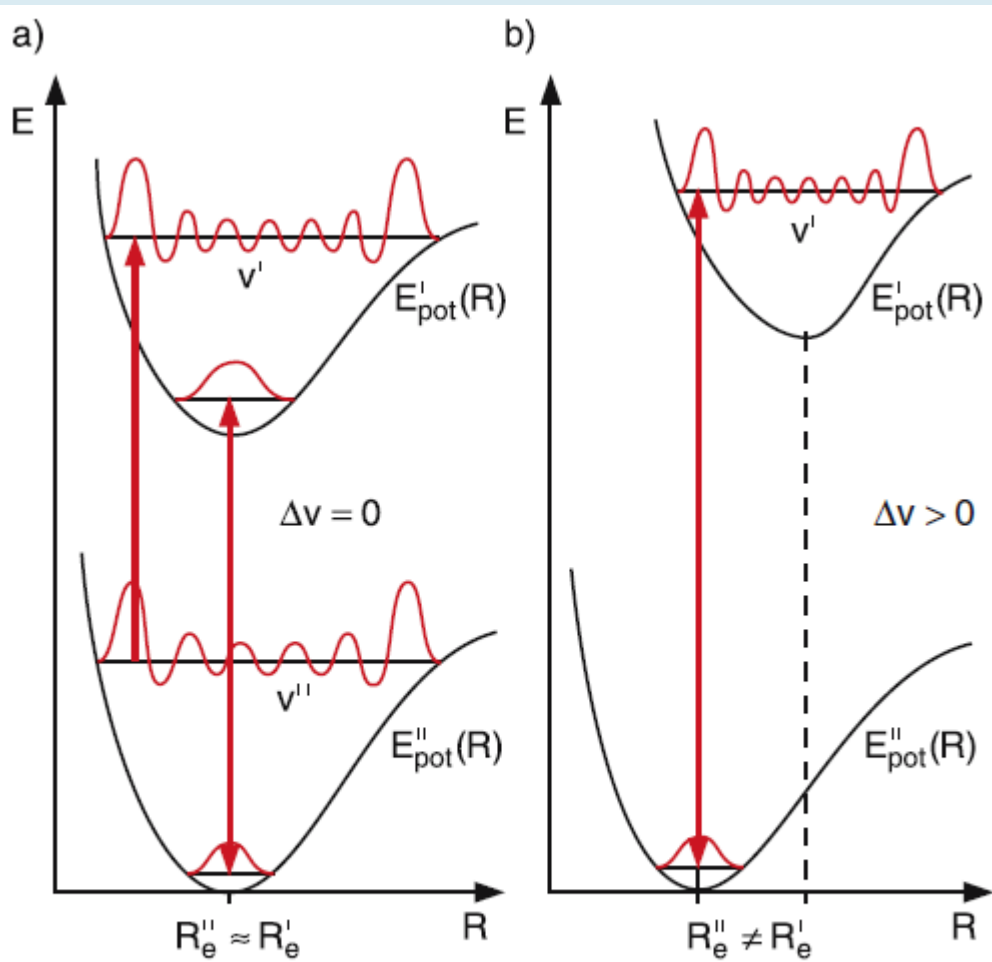 a)
E
v'
E'pot(R)
Δv = 0
v''
E''pot(R)
R
R''e ≈ R'e
b)
E
v'
E'pot(R)
Δv > 0
E''pot(R)
R
R''e ≠ R'e